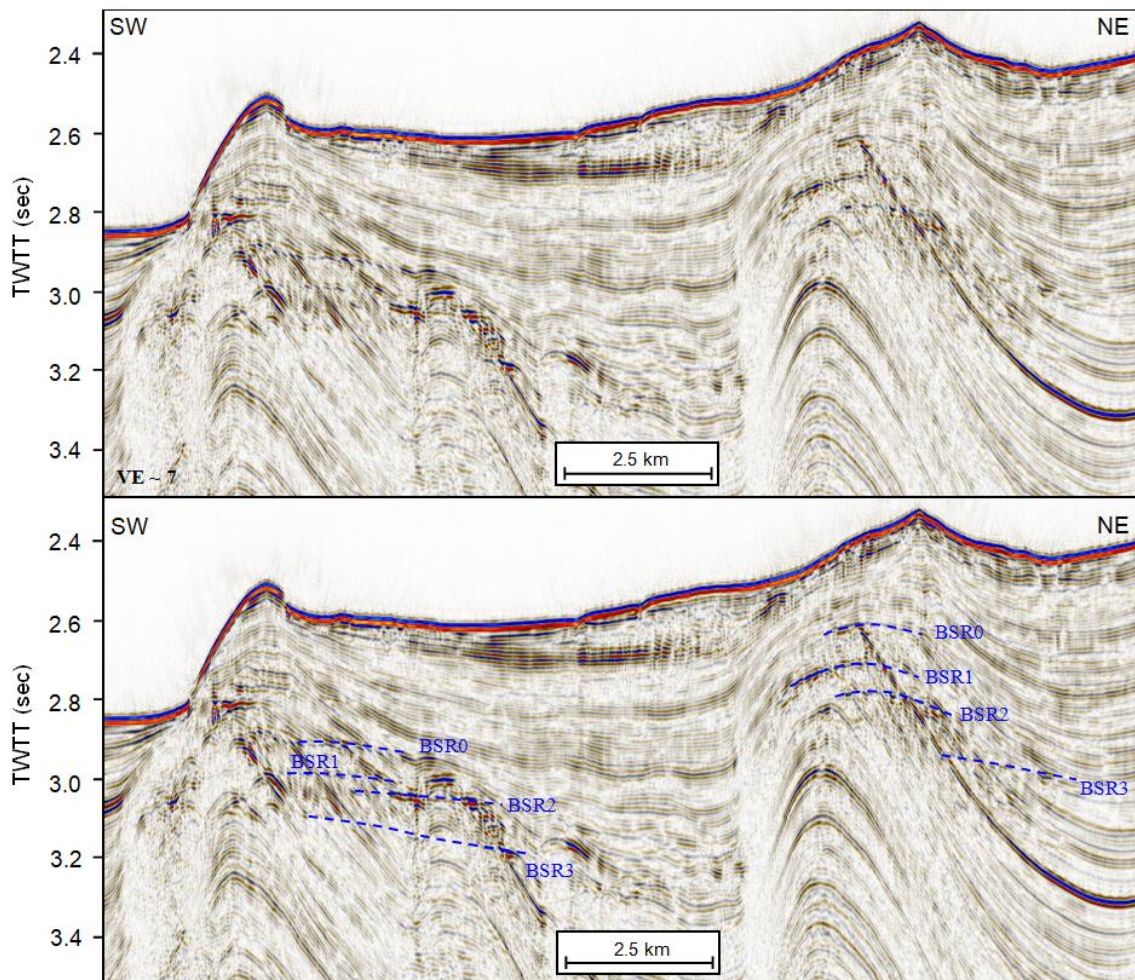 SW
NE
2.4
2.6
2.8
3.0
3.2
3.4
TWTT (sec)
VE ~ 7
2.5 km
SW
NE
2.4
2.6
2.8
3.0
3.2
3.4
TWTT (sec)
BSR0
BSR1
BSR2
BSR3
BSR0
BSR1
BSR2
BSR3
2.5 km